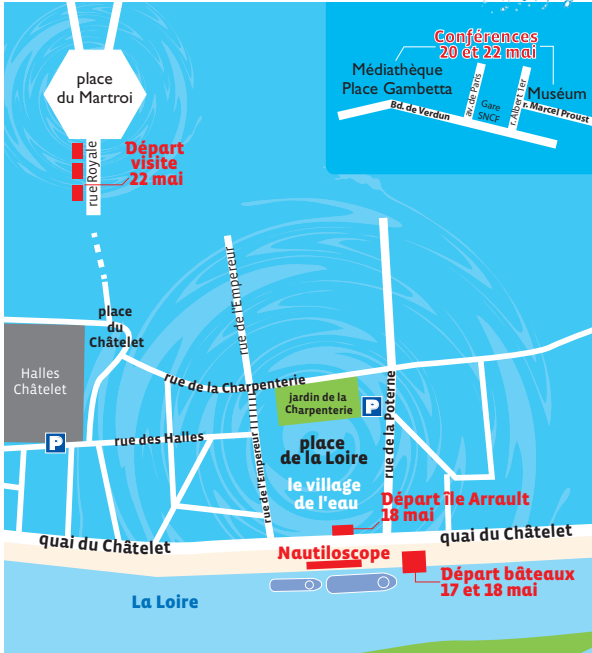 Conférences
20 et 22 mai
Médiathèque
Place Gambetta
Muséum
av. de Paris
Gare
SNCF
r. Albert 1er
r. Marcel Proust
Bd. de Verdun
place
du Martroi
rue Royale
Départ
visite
22 mai
rue de l'Empereur
place
du
Châtelet
Halles
Châtelet
rue de la Charpenterie
jardin de la
Charpenterie
P
rue de la Poterne
P
rue des Halles
rue de l'Empereur
place
de la Loire
le village
de l'eau
Départ île Arrault
18 mai
quai du Châtelet
quai du Châtelet
Nautiloscope
Départ bâteaux
17 et 18 mai
La Loire